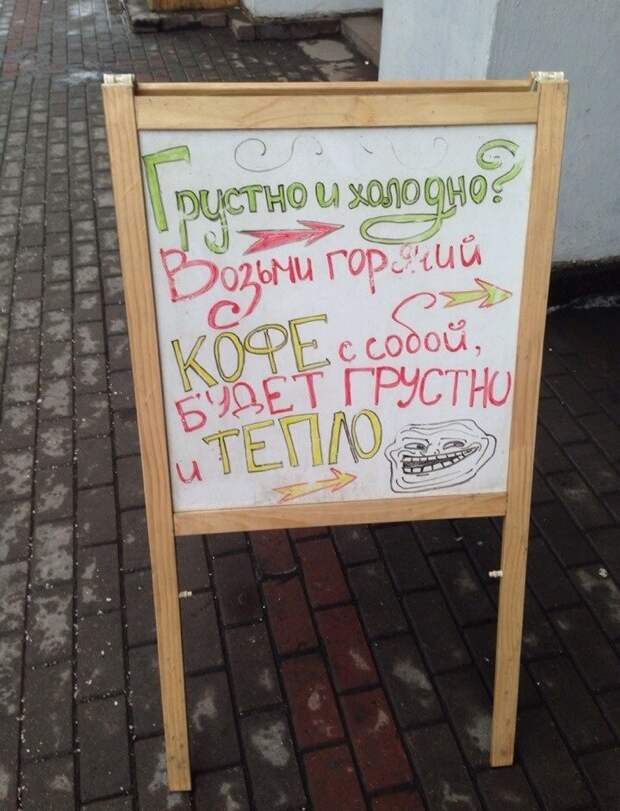 Грустно и холодно?
Возьми горячий
КОФЕ с собой,
БУДЕТ ГРУСТНО
и ТЕПЛО